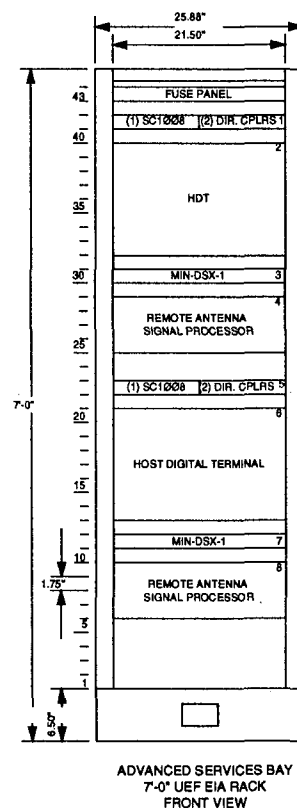 25.88"
21.50"
43
FUSE PANEL
(1) SC1ØØ8 (2) DIR. CPLRS 1
40
2
HDT
35
30
MIN-DSX-1 3
4
REMOTE ANTENNA
SIGNAL PROCESSOR
25
(1) SC1ØØ8 (2) DIR. CPLRS 5
7'-0"
20
6
HOST DIGITAL TERMINAL
15
MIN-DSX-1 7
10
8
1.75"
REMOTE ANTENNA
SIGNAL PROCESSOR
5
1
6.50"
ADVANCED SERVICES BAY
7'-0" UEF EIA RACK
FRONT VIEW